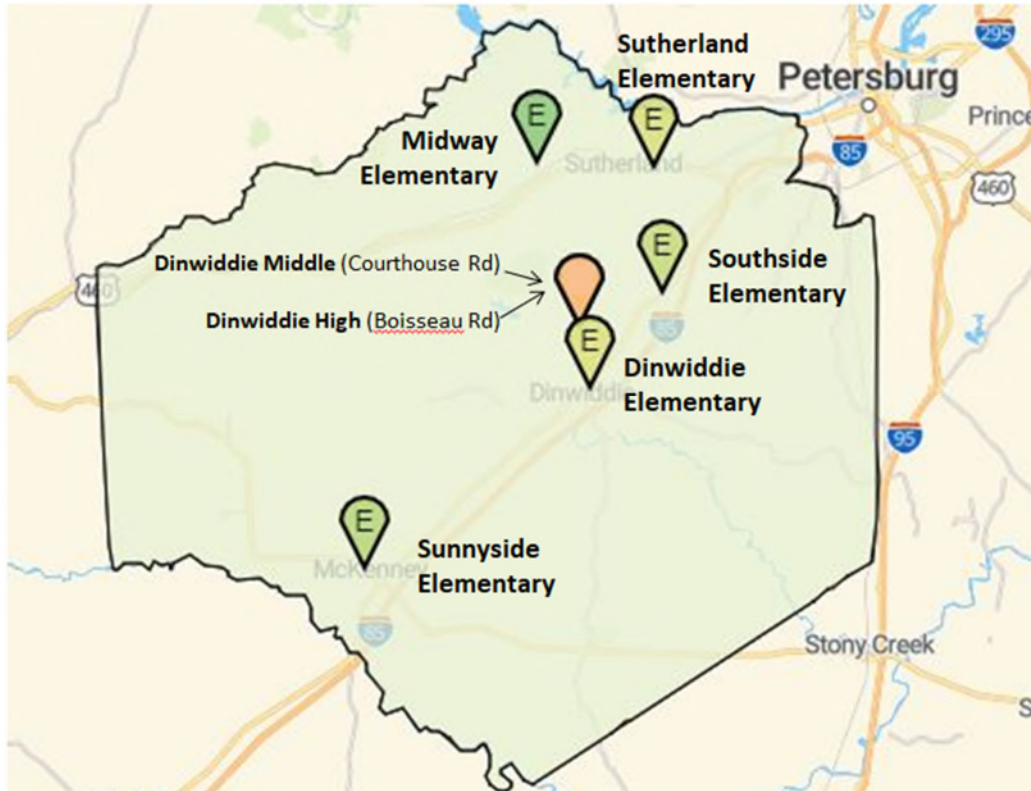 Sutherland
Elementary
295
Petersburg
E
E
Midway
Elementary
Sutherland
Prince
85
460
E
Southside
Elementary
Dinwiddie Middle (Courthouse Rd)
460
Dinwiddie High (Boisseau Rd)
85
E
Dinwiddie
Elementary
Dinwiddie
95
E
Sunnyside
Elementary
McKenney
85
Stony Creek
S